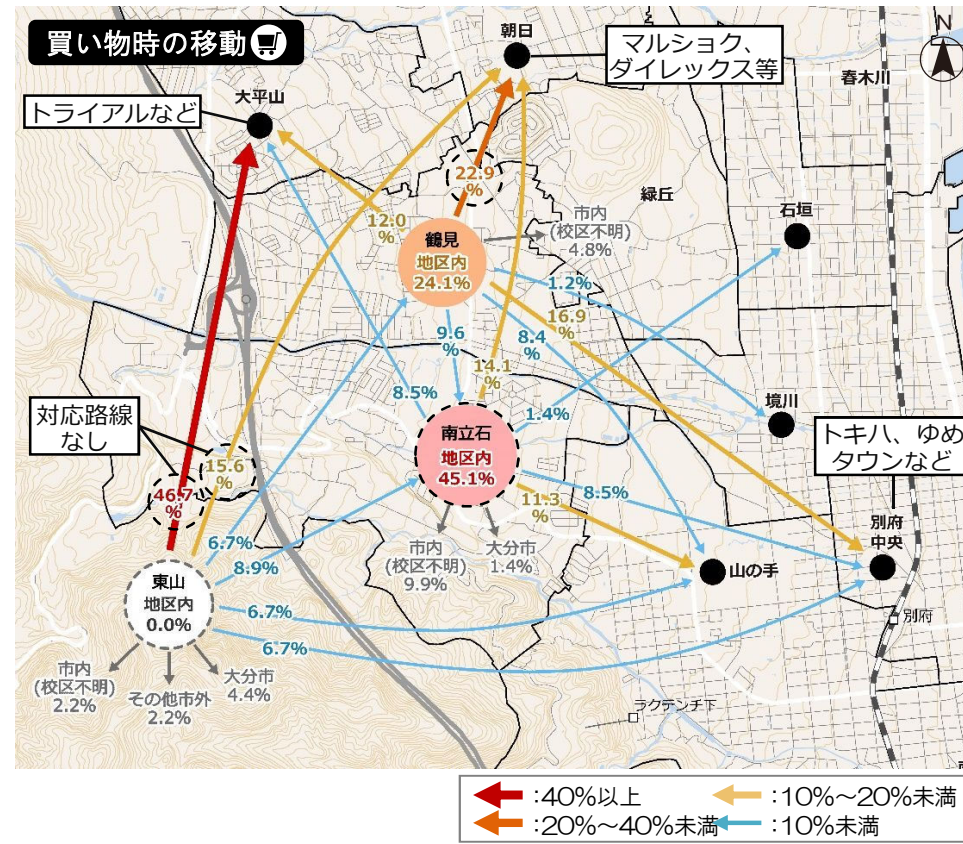 買い物時の移動
N
朝日
マルショク、
ダイレックス等
春木川
大平山
トライアルなど
緑丘
石垣
22.9
%
12.0
%
市内
(校区不明)
4.8%
鶴見
地区内
24.1%
1.2%
16.9
%
9.6
%
8.4
%
14.1
%
8.5%
1.4%
境川
対応路線
なし
南立石
地区内
45.1%
トキハ、ゆめ
タウンなど
15.6
%
46.7
%
11.3
%
8.5%
別府
中央
6.7%
8.9%
市内
(校区不明)
9.9%
大分市
1.4%
山の手
東山
地区内
0.0%
6.7%
6.7%
別府
市内
(校区不明)
2.2%
その他市外
2.2%
大分市
4.4%
ラクテンチ下
:40%以上
:10%～20%未満
:20%～40%未満
:10%未満